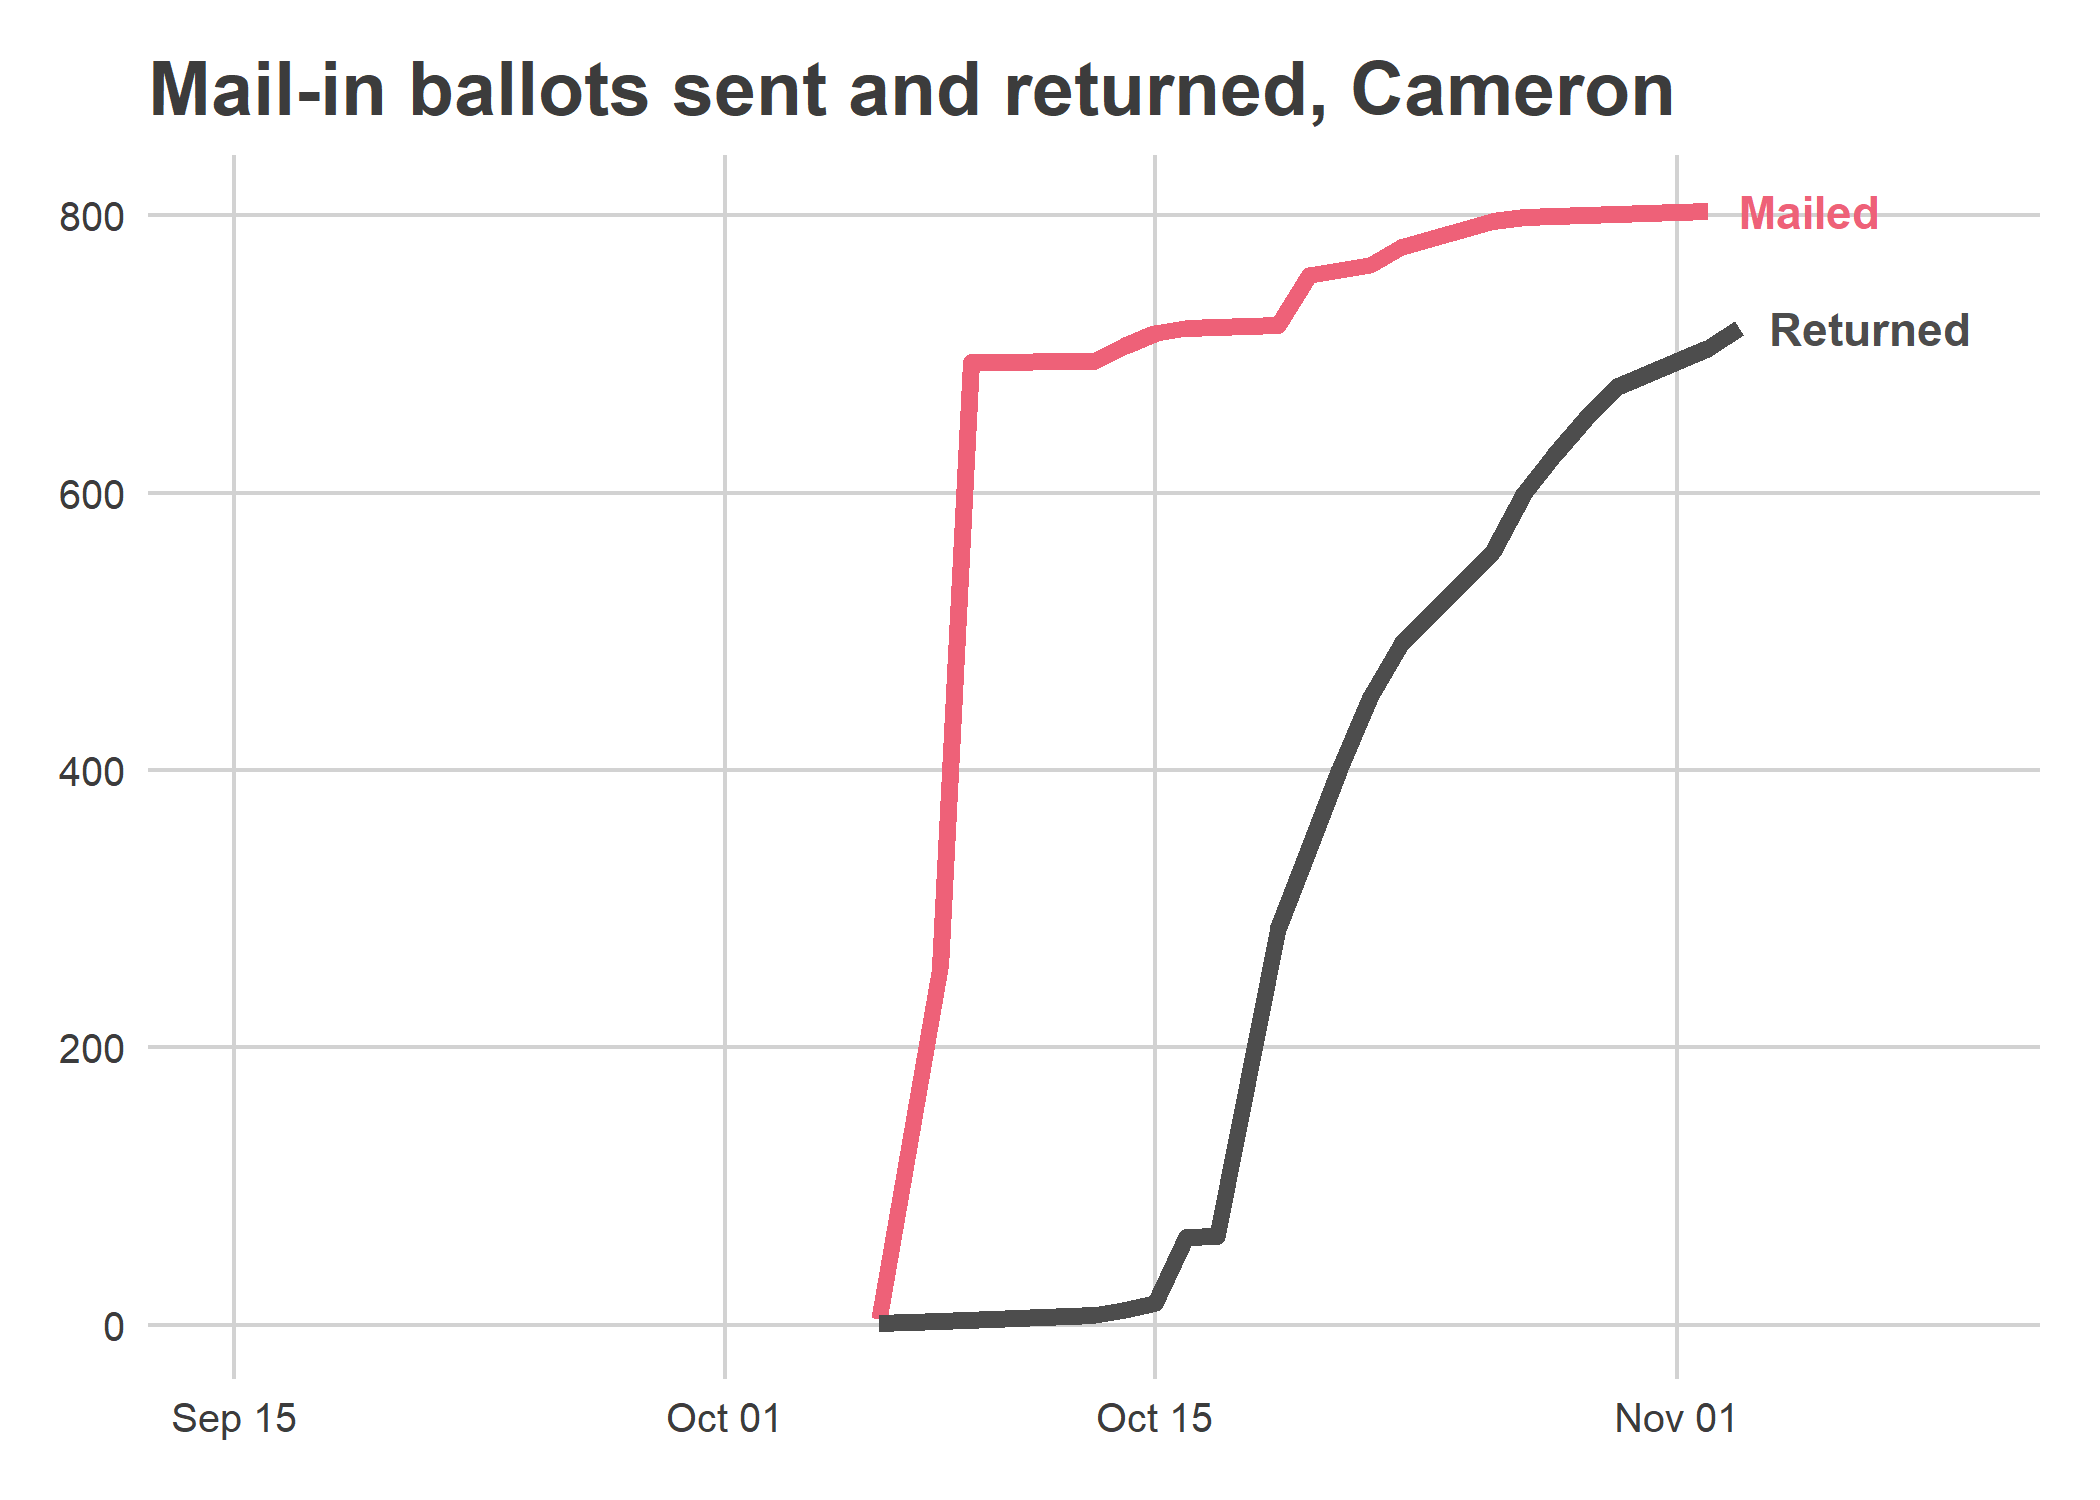 Mail-in ballots sent and returned, Cameron
800
Mailed
Returned
600
400
200
0
Sep 15
Oct 01
Oct 15
Nov 01